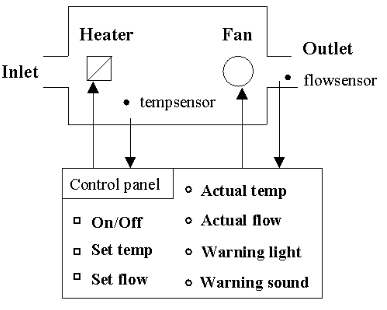 Heater
Fan
Outlet
Inlet
flowsensor
tempsensor
Control panel
On/Off
Set temp
Set flow
Actual temp
Actual flow
Warning light
Warning sound